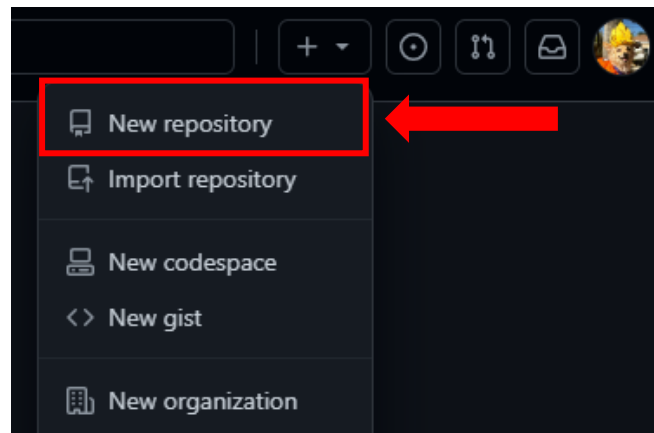 New repository
Import repository
New codespace
New gist
New organization